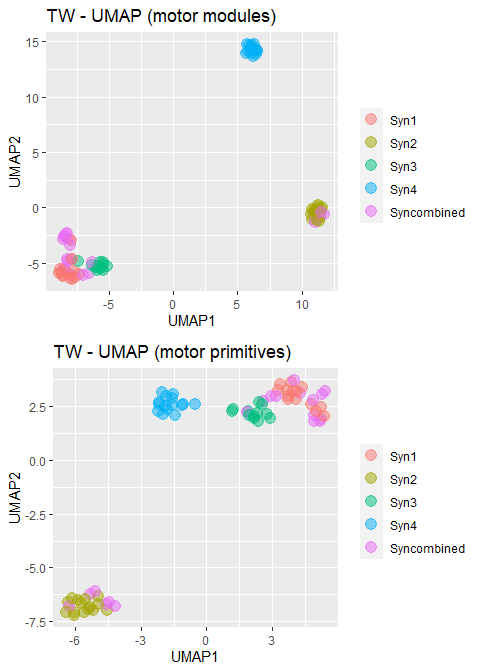 TW - UMAP (motor modules)
15
10
5
0
-5
UMAP2
-5
0
5
10
UMAP1
Syn1
Syn2
Syn3
Syn4
Syncombined
TW - UMAP (motor primitives)
2.5
0.0
-2.5
-5.0
-7.5
UMAP2
-6
-3
0
3
UMAP1
Syn1
Syn2
Syn3
Syn4
Syncombined